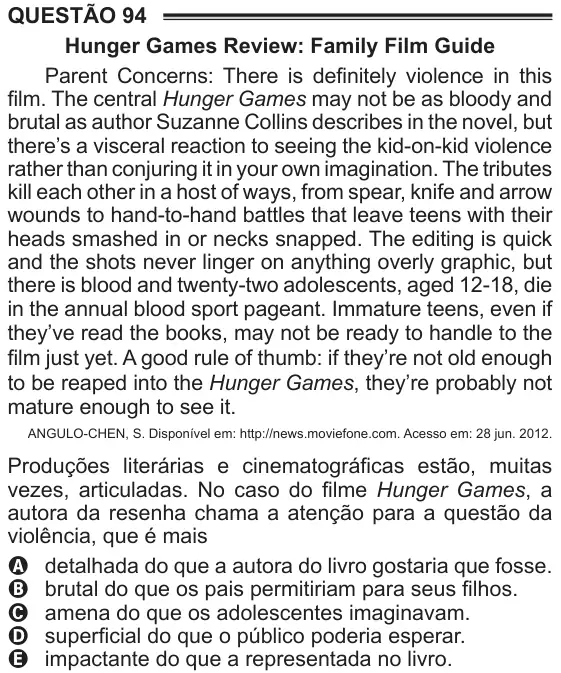 QUESTÃO 94
Hunger Games Review: Family Film Guide
Parent Concerns: There is definitely violence in this
film. The central Hunger Games may not be as bloody and
brutal as author Suzanne Collins describes in the novel, but
there's a visceral reaction to seeing the kid-on-kid violence
rather than conjuring it in your own imagination. The tributes
kill each other in a host of ways, from spear, knife and arrow
wounds to hand-to-hand battles that leave teens with their
heads smashed in or necks snapped. The editing is quick
and the shots never linger on anything overly graphic, but
there is blood and twenty-two adolescents, aged 12-18, die
in the annual blood sport pageant. Immature teens, even if
they've read the books, may not be ready to handle to the
film just yet. A good rule of thumb: if they're not old enough
to be reaped into the Hunger Games, they're probably not
mature enough to see it.
ANGULO-CHEN, S. Disponível em: http://news.moviefone.com. Acesso em: 28 jun. 2012.
Produções literárias e cinematográficas estão, muitas
vezes, articuladas. No caso do filme Hunger Games, a
autora da resenha chama a atenção para a questão da
violência, que é mais
A detalhada do que a autora do livro gostaria que fosse.
B brutal do que os pais permitiriam para seus filhos.
C amena do que os adolescentes imaginavam.
D superficial do que o público poderia esperar.
E impactante do que a representada no livro.